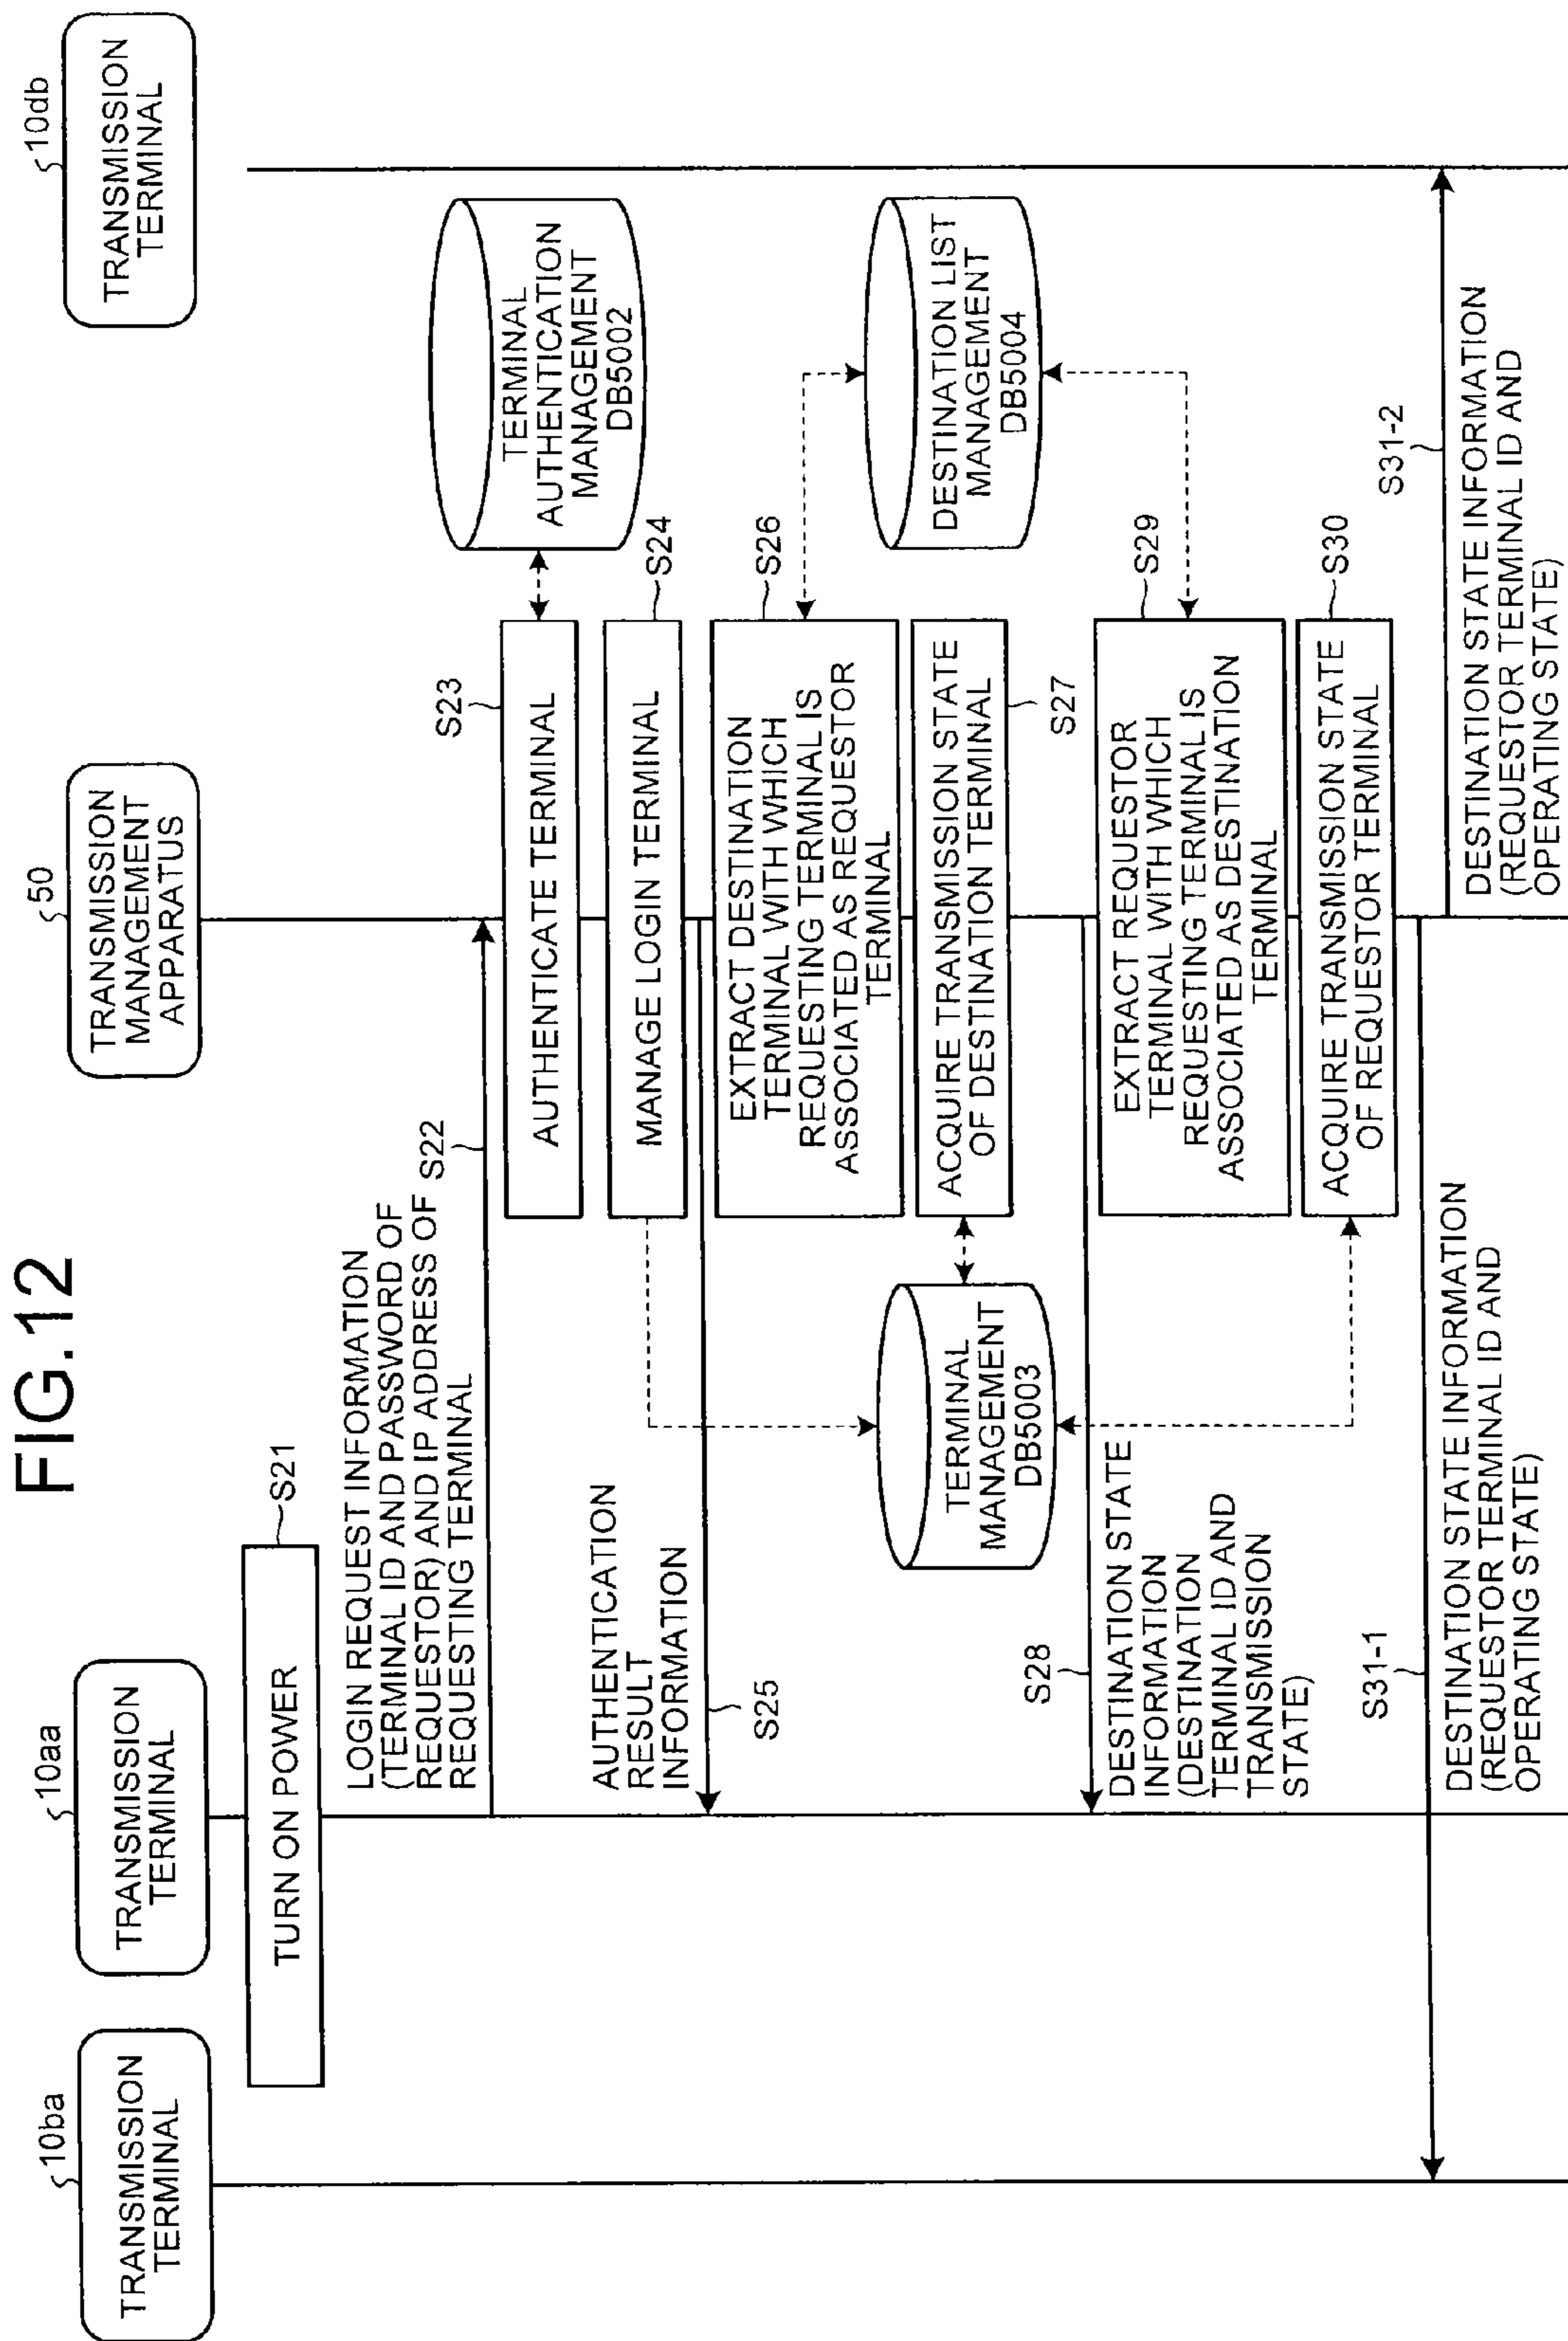 FIG.12
10ba
TRANSMISSION
TERMINAL
10aa
TRANSMISSION
TERMINAL
50
TRANSMISSION
MANAGEMENT
APPARATUS
10db
TRANSMISSION
TERMINAL
S21
TURN ON POWER
LOGIN REQUEST INFORMATION
(TERMINAL ID AND PASSWORD OF
REQUESTOR) AND IP ADDRESS OF
REQUESTING TERMINAL
S22
S23
AUTHENTICATE TERMINAL
TERMINAL
AUTHENTICATION
MANAGEMENT
DB5002
S24
MANAGE LOGIN TERMINAL
AUTHENTICATION
RESULT
INFORMATION
S25
S26
EXTRACT DESTINATION
TERMINAL WITH WHICH
REQUESTING TERMINAL IS
ASSOCIATED AS REQUESTOR
TERMINAL
ACQUIRE TRANSMISSION STATE
OF DESTINATION TERMINAL
S27
TERMINAL
MANAGEMENT
DB5003
DESTINATION LIST
MANAGEMENT
DB5004
S28
DESTINATION STATE
INFORMATION
(DESTINATION
TERMINAL ID AND
TRANSMISSION
STATE)
S29
EXTRACT REQUESTOR
TERMINAL WITH WHICH
REQUESTING TERMINAL IS
ASSOCIATED AS DESTINATION
TERMINAL
S30
ACQUIRE TRANSMISSION STATE
OF REQUESTOR TERMINAL
S31-1
DESTINATION STATE INFORMATION
(REQUESTOR TERMINAL ID AND
OPERATING STATE)
S31-2
DESTINATION STATE INFORMATION
(REQUESTOR TERMINAL ID AND
OPERATING STATE)